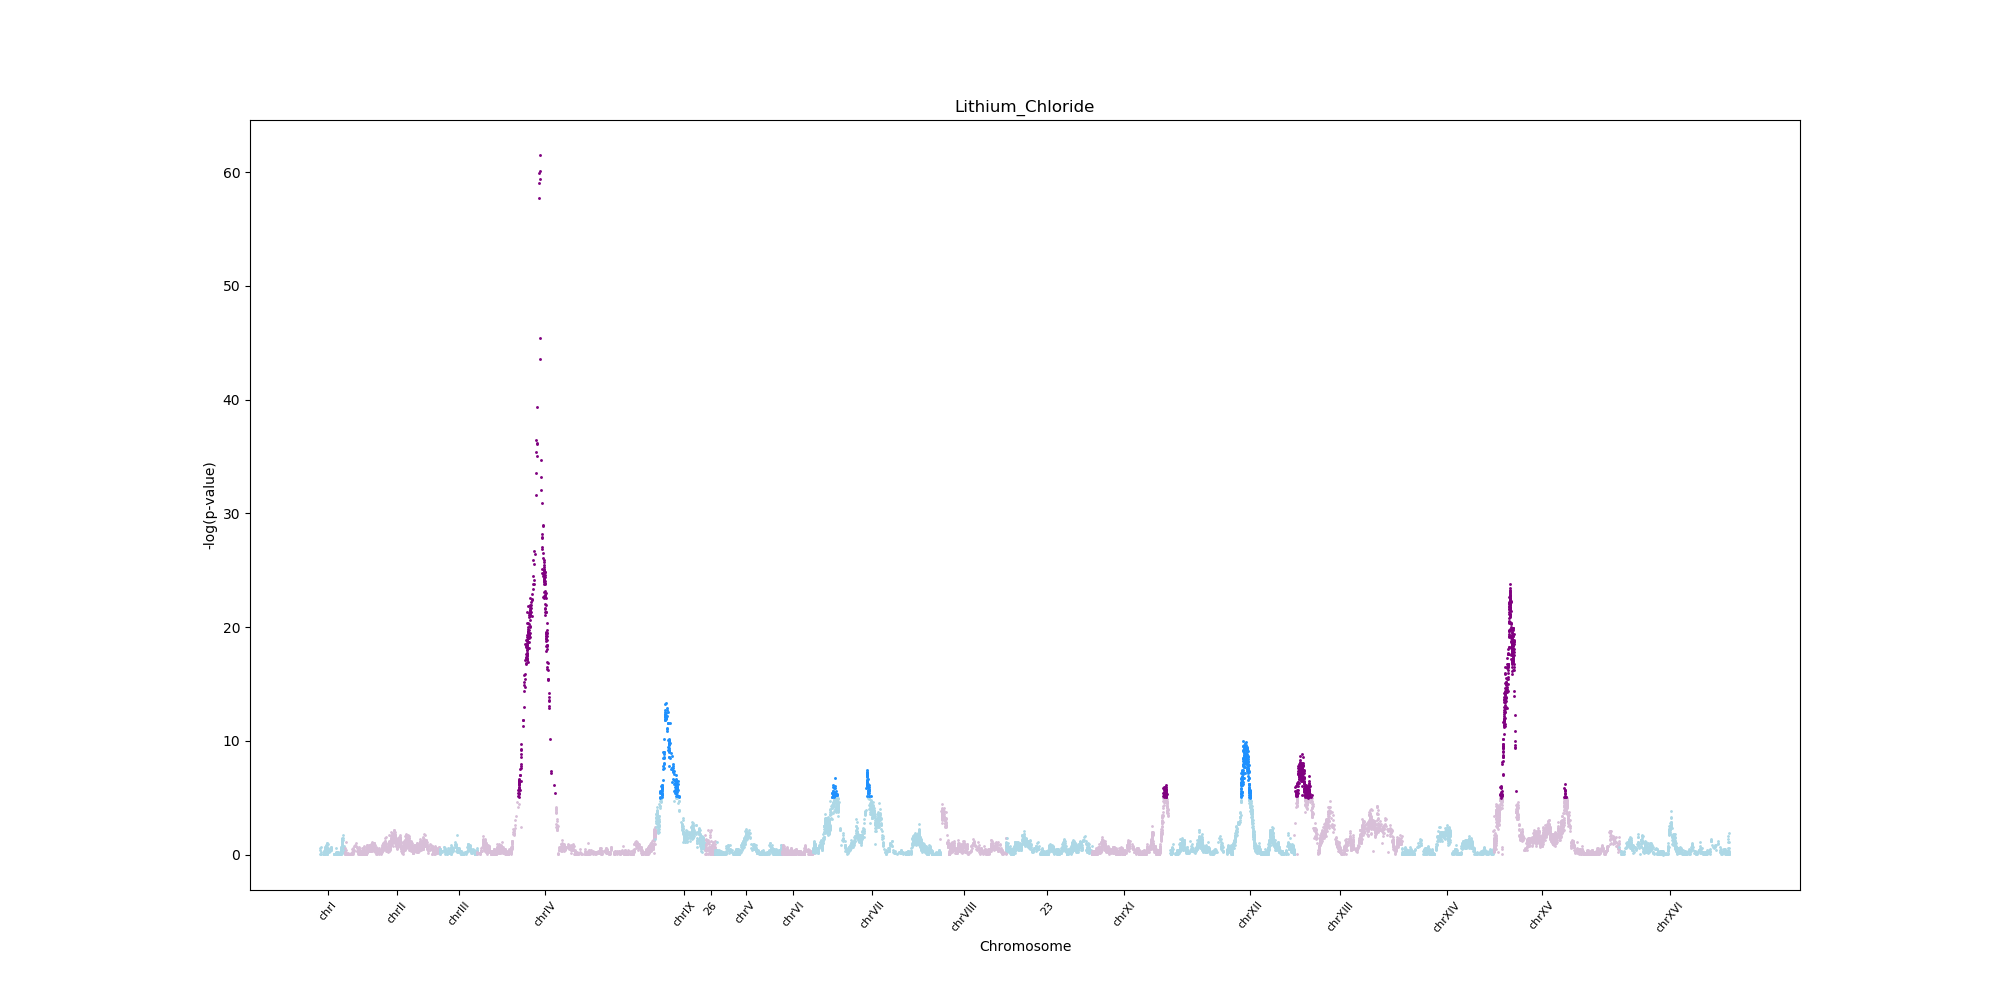 Lithium_Chloride
60
50
40
30
20
10
0
-log(p-value)
chrI
chrII
chrIII
chrIV
chrIX
26
chrV
chrVI
chrVII
chrVIII
23
chrXI
chrXII
chrXIII
chrXIV
chrXV
chrXVI
Chromosome